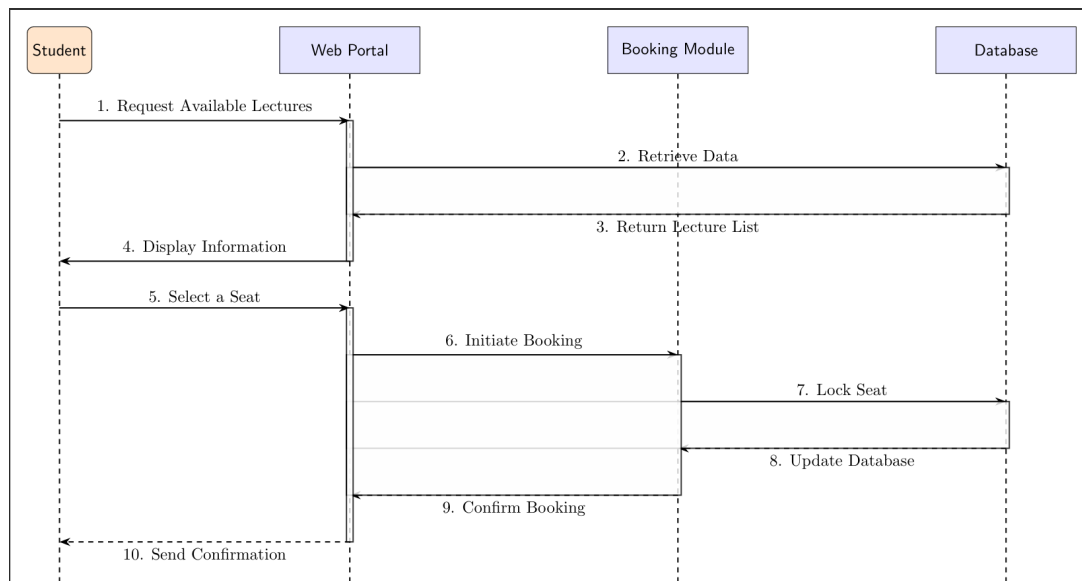 Student
Web Portal
Booking Module
Database
1. Request Available Lectures
2. Retrieve Data
3. Return Lecture List
4. Display Information
5. Select a Seat
6. Initiate Booking
7. Lock Seat
8. Update Database
9. Confirm Booking
10. Send Confirmation